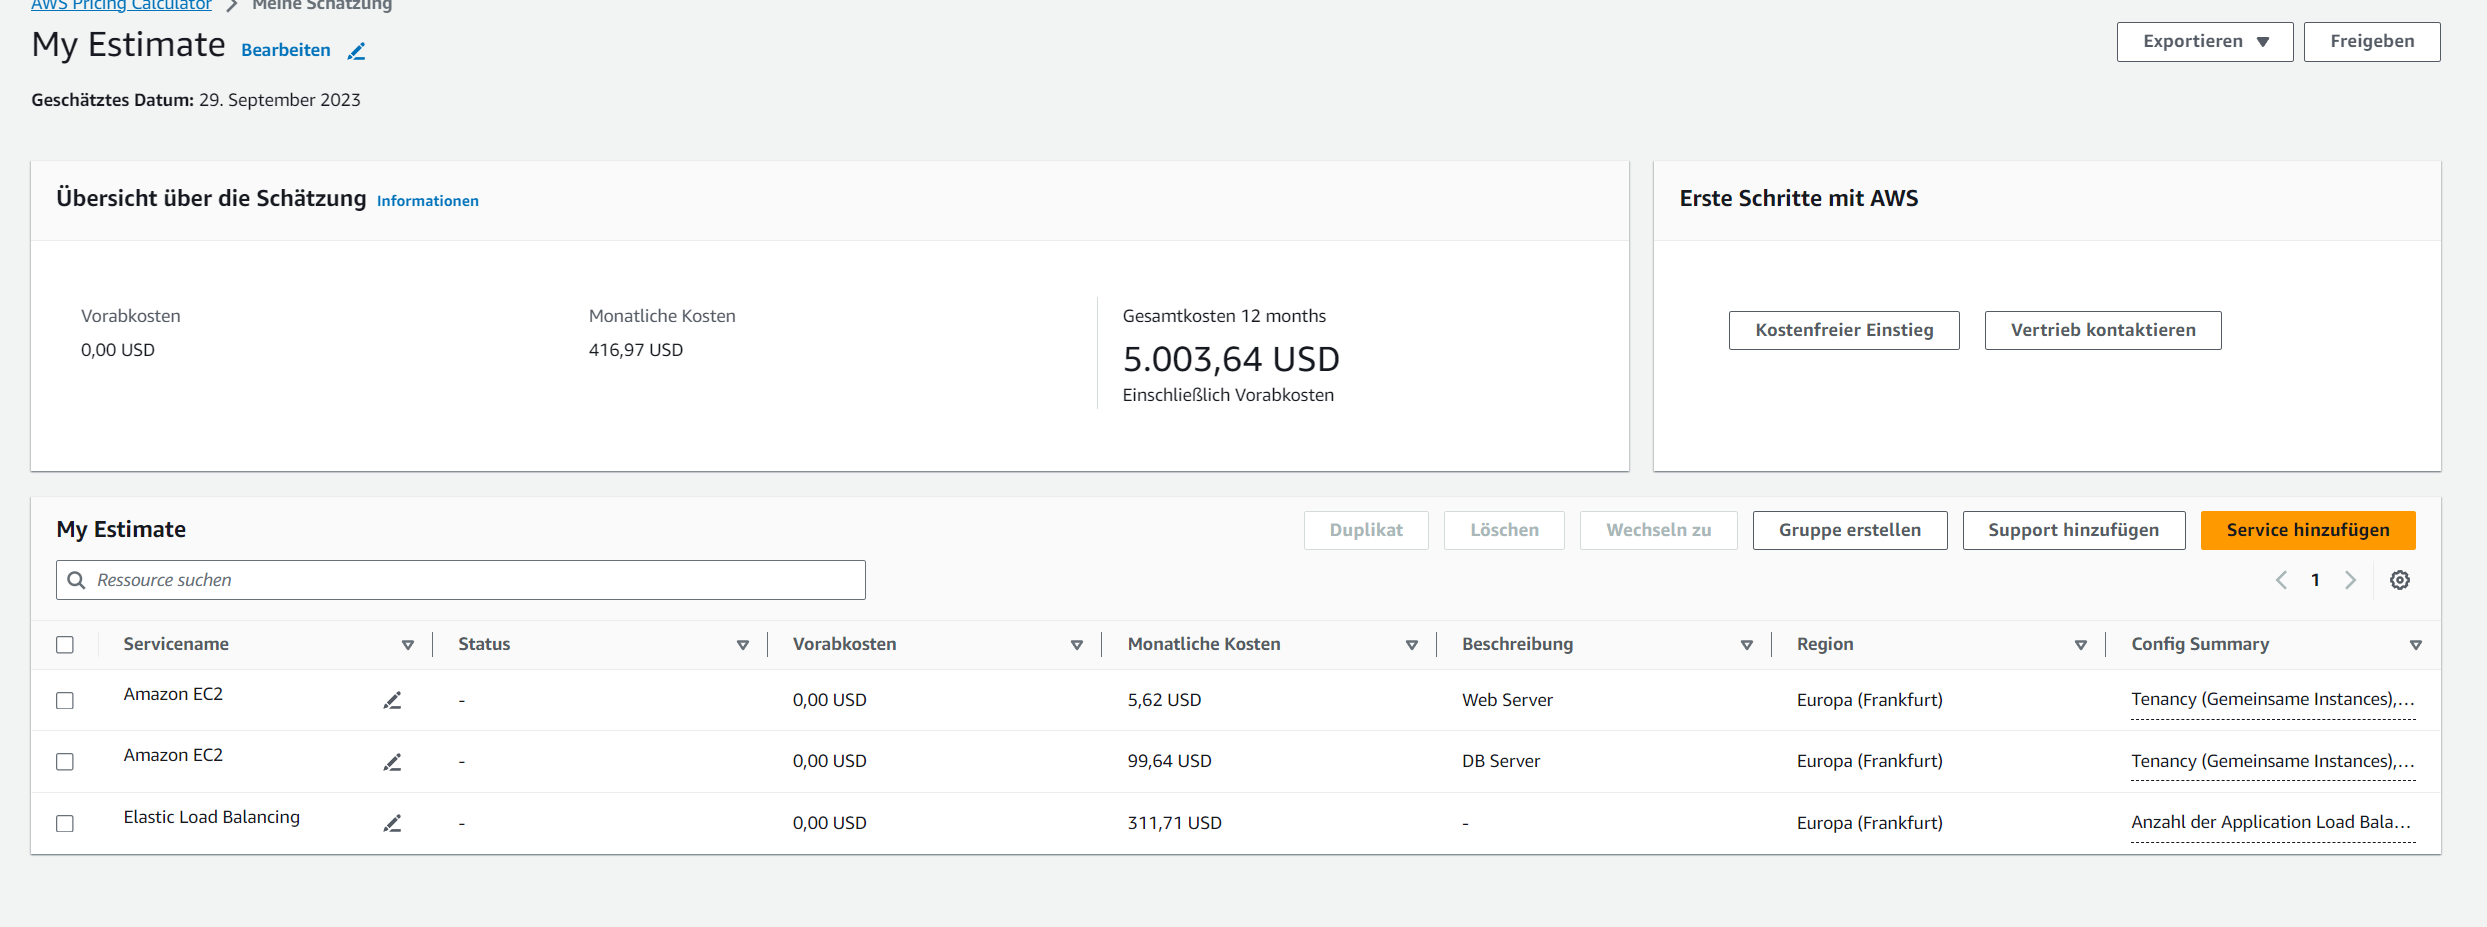 AWS Pricing Calculator > Meine Schätzung
My Estimate Bearbeiten
Exportieren Freigeben
Geschätztes Datum: 29. September 2023
Übersicht über die Schätzung Informationen
Vorabkosten
0,00 USD
Monatliche Kosten
416,97 USD
Gesamtkosten 12 months
5.003,64 USD
Einschließlich Vorabkosten
Erste Schritte mit AWS
Kostenfreier Einstieg Vertrieb kontaktieren
My Estimate
Duplikat Löschen Wechseln zu Gruppe erstellen Support hinzufügen Service hinzufügen
Ressource suchen
1
Servicename Status Vorabkosten Monatliche Kosten Beschreibung Region Config Summary
Amazon EC2 - 0,00 USD 5,62 USD Web Server Europa (Frankfurt) Tenancy (Gemeinsame Instances),...
Amazon EC2 - 0,00 USD 99,64 USD DB Server Europa (Frankfurt) Tenancy (Gemeinsame Instances),...
Elastic Load Balancing - 0,00 USD 311,71 USD - Europa (Frankfurt) Anzahl der Application Load Bala...